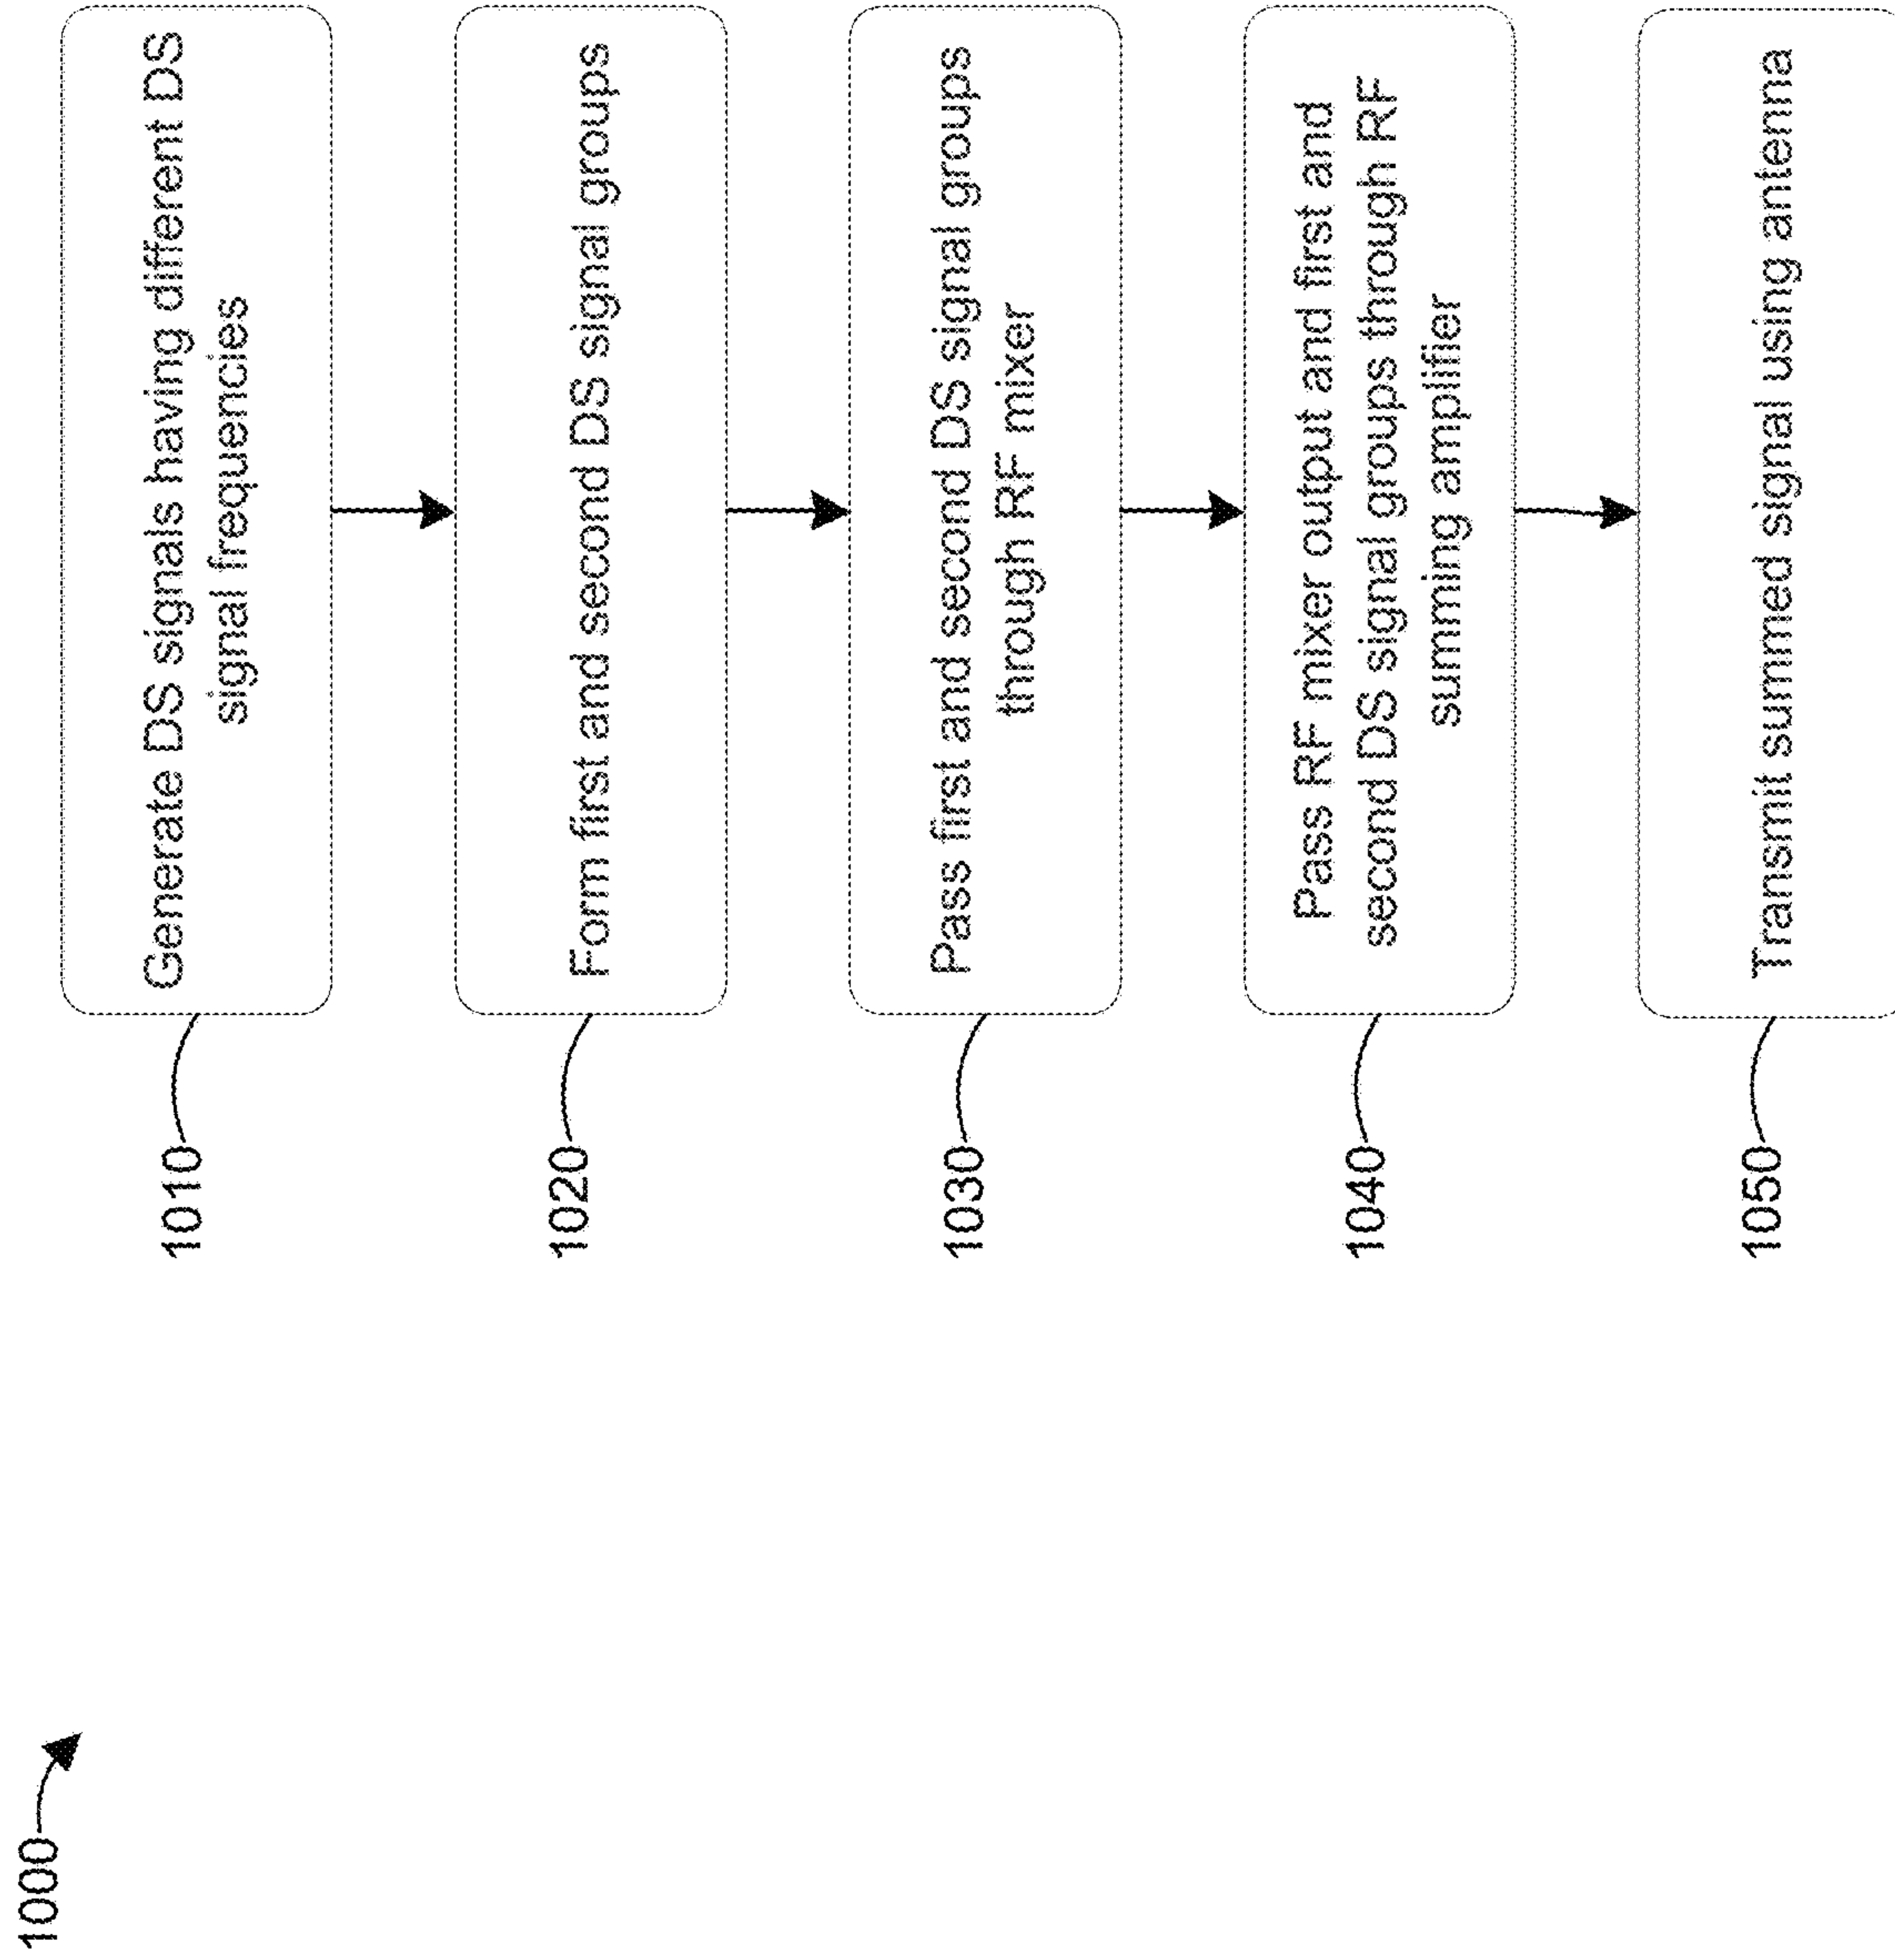 1000
1010
Generate DS signals having different DS
signal frequencies
1020
Form first and second DS signal groups
1030
Pass first and second DS signal groups
through RF mixer
1040
Pass RF mixer output and first and
second DS signal groups through RF
summing amplifier
1050
Transmit summed signal using antenna